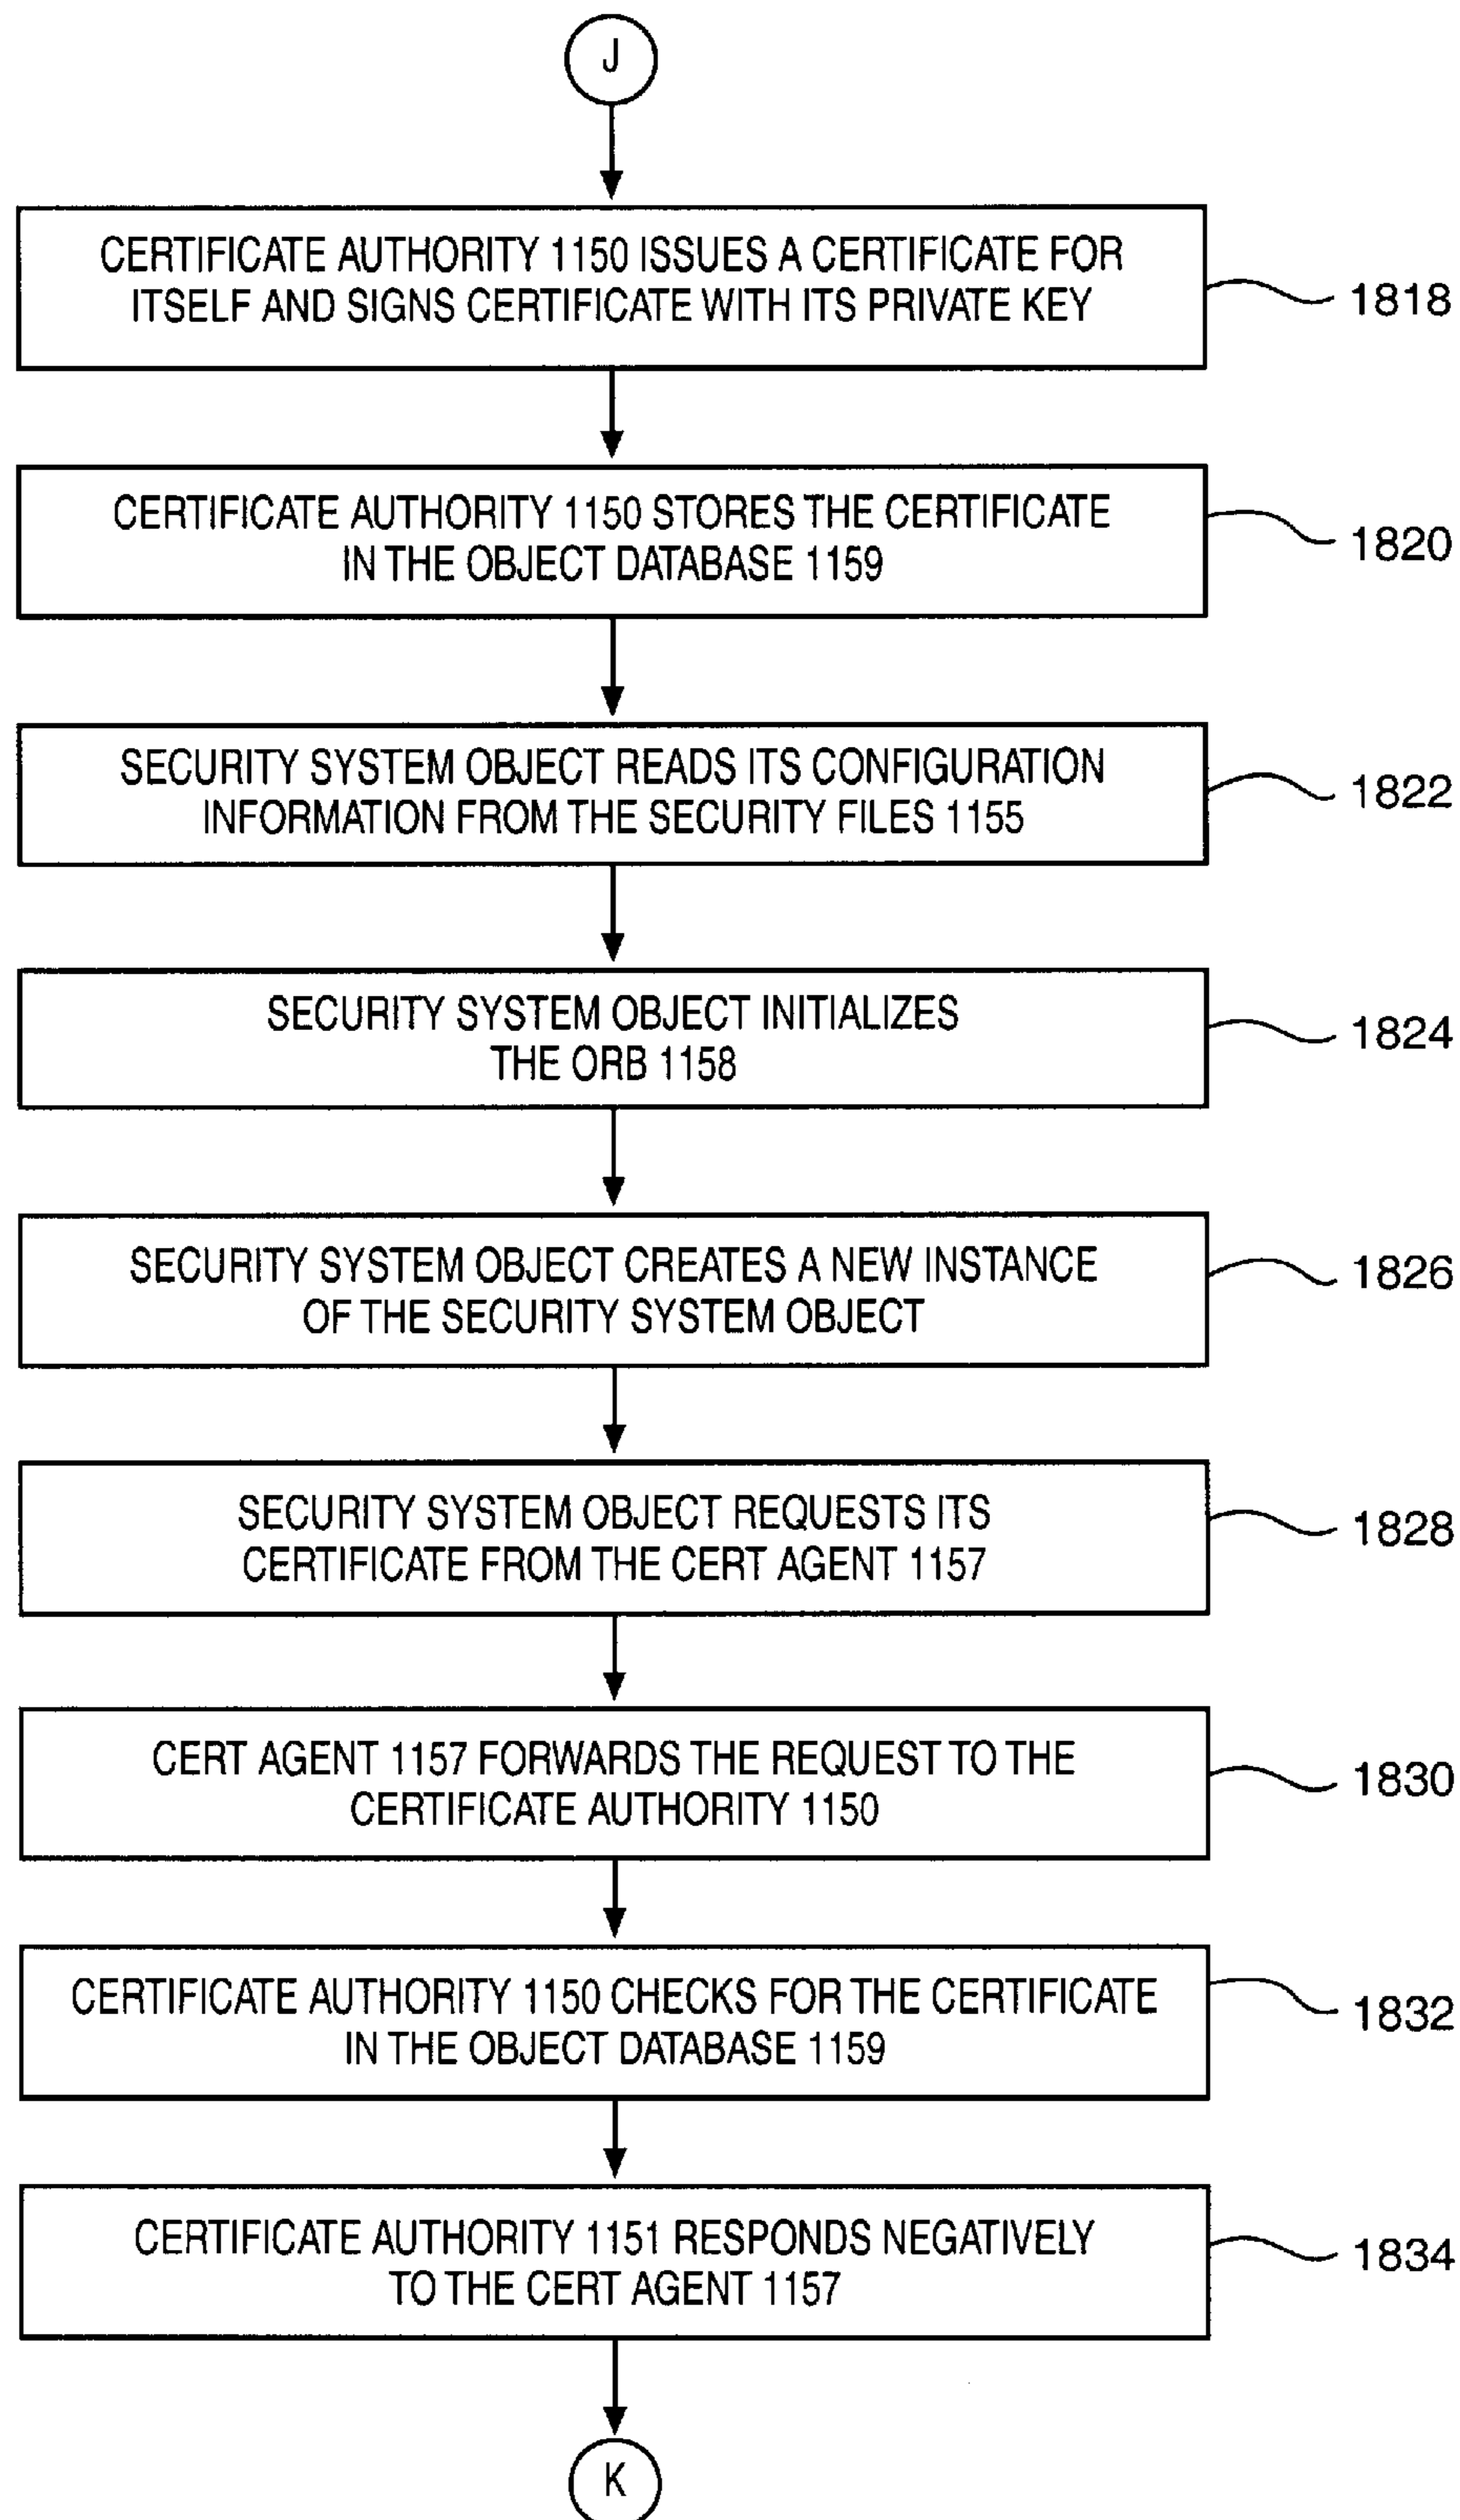 J
CERTIFICATE AUTHORITY 1150 ISSUES A CERTIFICATE FOR
ITSELF AND SIGNS CERTIFICATE WITH ITS PRIVATE KEY
1818
CERTIFICATE AUTHORITY 1150 STORES THE CERTIFICATE
IN THE OBJECT DATABASE 1159
1820
SECURITY SYSTEM OBJECT READS ITS CONFIGURATION
INFORMATION FROM THE SECURITY FILES 1155
1822
SECURITY SYSTEM OBJECT INITIALIZES
THE ORB 1158
1824
SECURITY SYSTEM OBJECT CREATES A NEW INSTANCE
OF THE SECURITY SYSTEM OBJECT
1826
SECURITY SYSTEM OBJECT REQUESTS ITS
CERTIFICATE FROM THE CERT AGENT 1157
1828
CERT AGENT 1157 FORWARDS THE REQUEST TO THE
CERTIFICATE AUTHORITY 1150
1830
CERTIFICATE AUTHORITY 1150 CHECKS FOR THE CERTIFICATE
IN THE OBJECT DATABASE 1159
1832
CERTIFICATE AUTHORITY 1151 RESPONDS NEGATIVELY
TO THE CERT AGENT 1157
1834
K